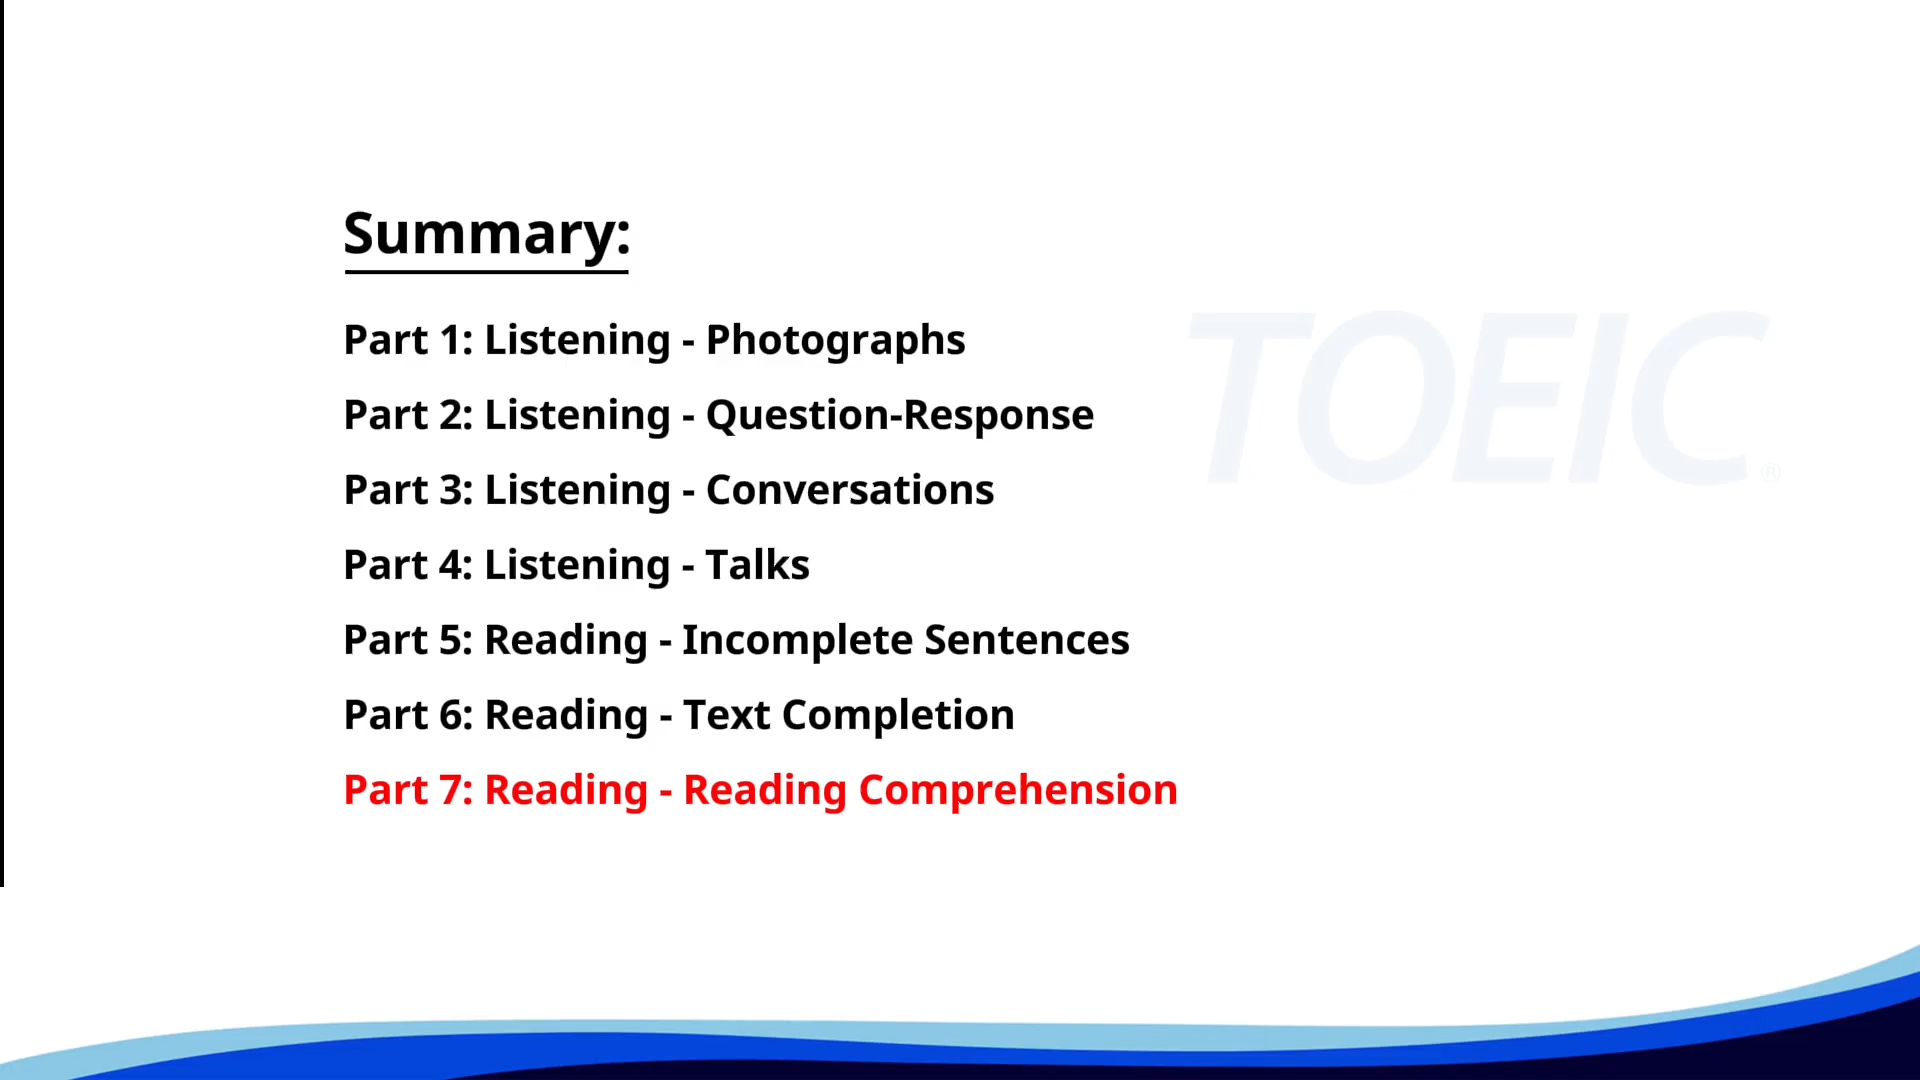 Summary:
Part 1: Listening - Photographs
Part 2: Listening - Question-Response
Part 3: Listening - Conversations
Part 4: Listening - Talks
Part 5: Reading - Incomplete Sentences
Part 6: Reading - Text Completion
Part 7: Reading - Reading Comprehension
TOEIC®